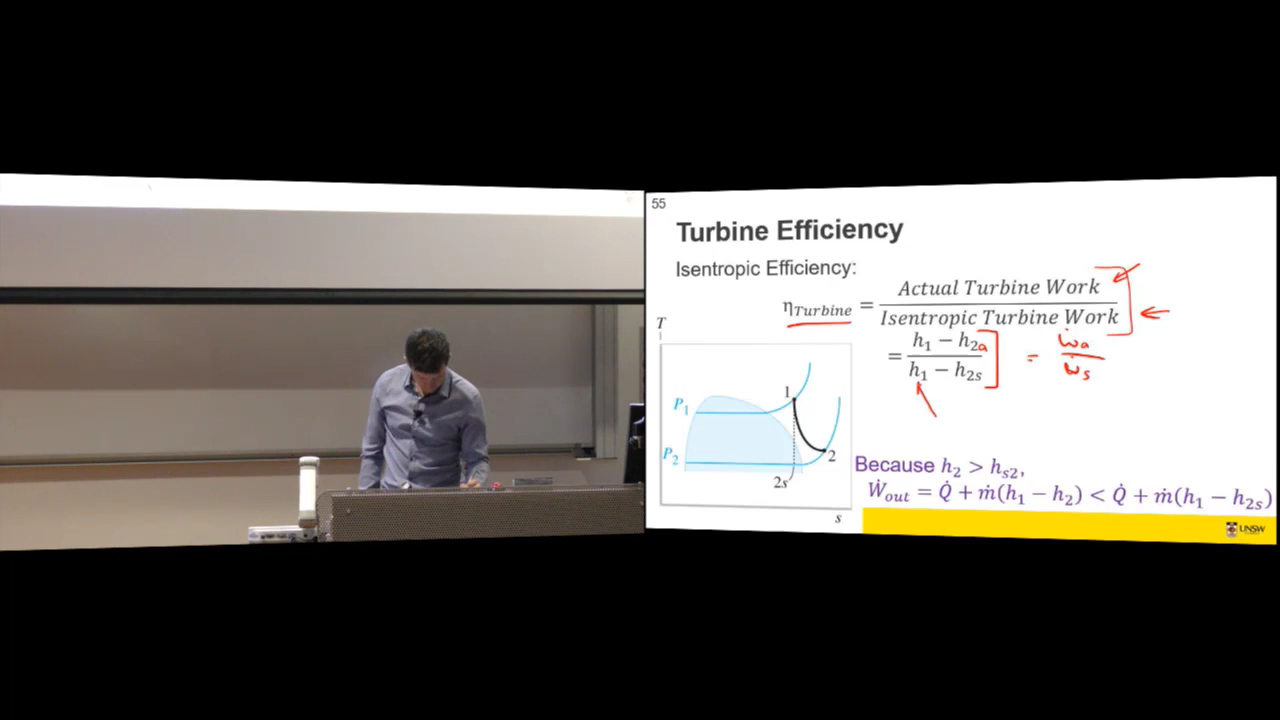 55
Turbine Efficiency
Isentropic Efficiency:
η_Turbine = Actual Turbine Work / Isentropic Turbine Work
= h₁ − h₂a / h₁ − h₂ₛ = ẇa / ẇs
T
P₁
P₂
1
2
2s
s
Because h₂ > hₛ₂,
Ẇₒᵤₜ = Q̇ + ṁ(h₁ − h₂) < Q̇ + ṁ(h₁ − h₂ₛ)
UNSW